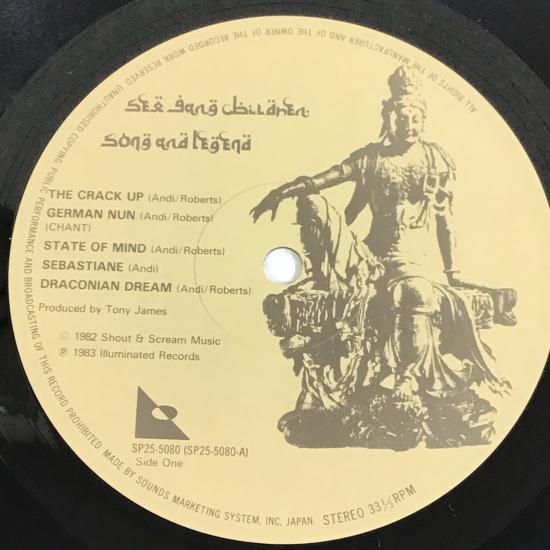 Sex Gang Children
Song and Legend
THE CRACK UP (Andi/Roberts)
GERMAN NUN (Andi/Roberts)
(CHANT)
STATE OF MIND (Andi/Roberts)
SEBASTIANE (Andi)
DRACONIAN DREAM (Andi/Roberts)
Produced by Tony James
© 1982 Shout & Scream Music
℗ 1983 Illuminated Records
SP25-5080 (SP25-5080-A)
Side One
ALL RIGHTS OF THE MANUFACTURER AND OF THE OWNER OF THE RECORDED WORK RESERVED UNAUTHORISED COPYING, PUBLIC PERFORMANCE AND BROADCASTING OF THIS RECORD PROHIBITED. MADE BY SOUNDS MARKETING SYSTEM, INC, JAPAN. STEREO 33⅓RPM